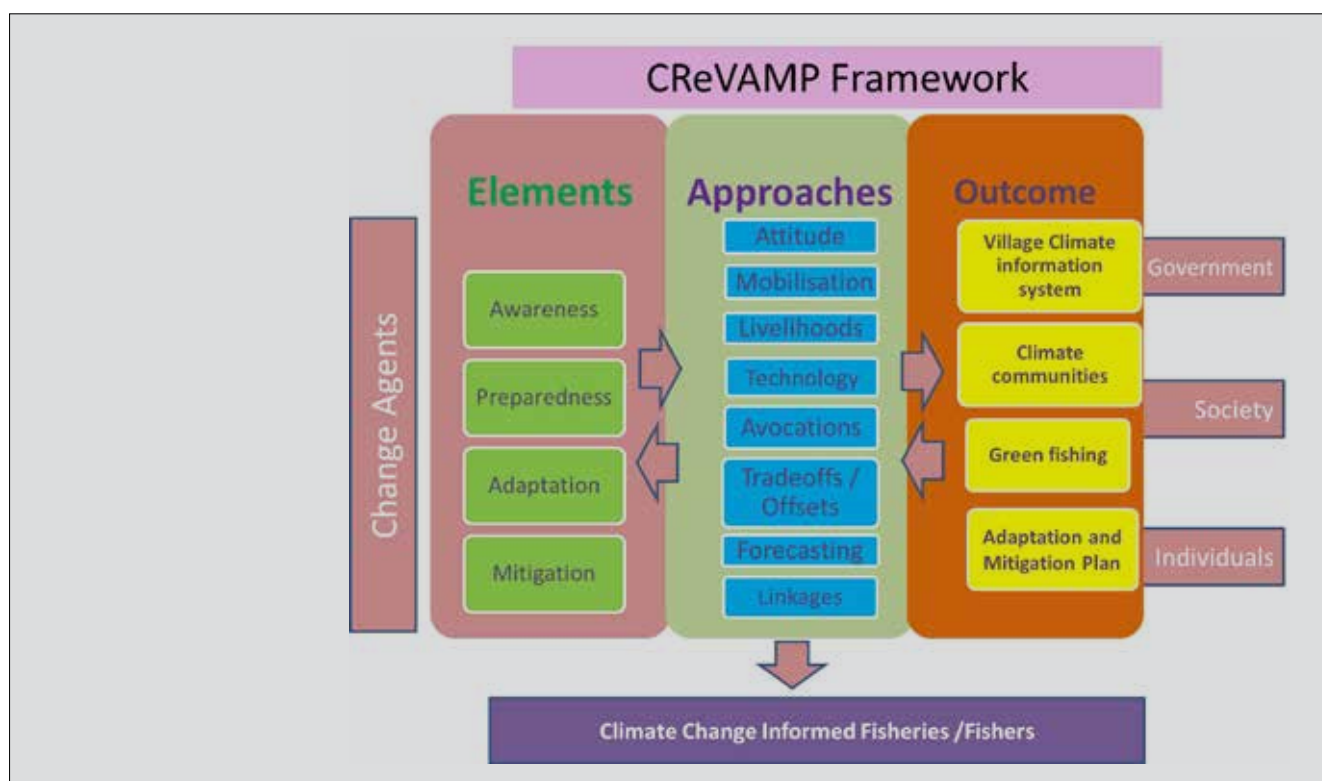 CReVAMP Framework
Change Agents
Elements
Awareness
Preparedness
Adaptation
Mitigation
Approaches
Attitude
Mobilisation
Livelihoods
Technology
Avocations
Tradeoffs /
Offsets
Forecasting
Linkages
Outcome
Village Climate
information
system
Climate
communities
Green fishing
Adaptation and
Mitigation Plan
Government
Society
Individuals
Climate Change Informed Fisheries /Fishers